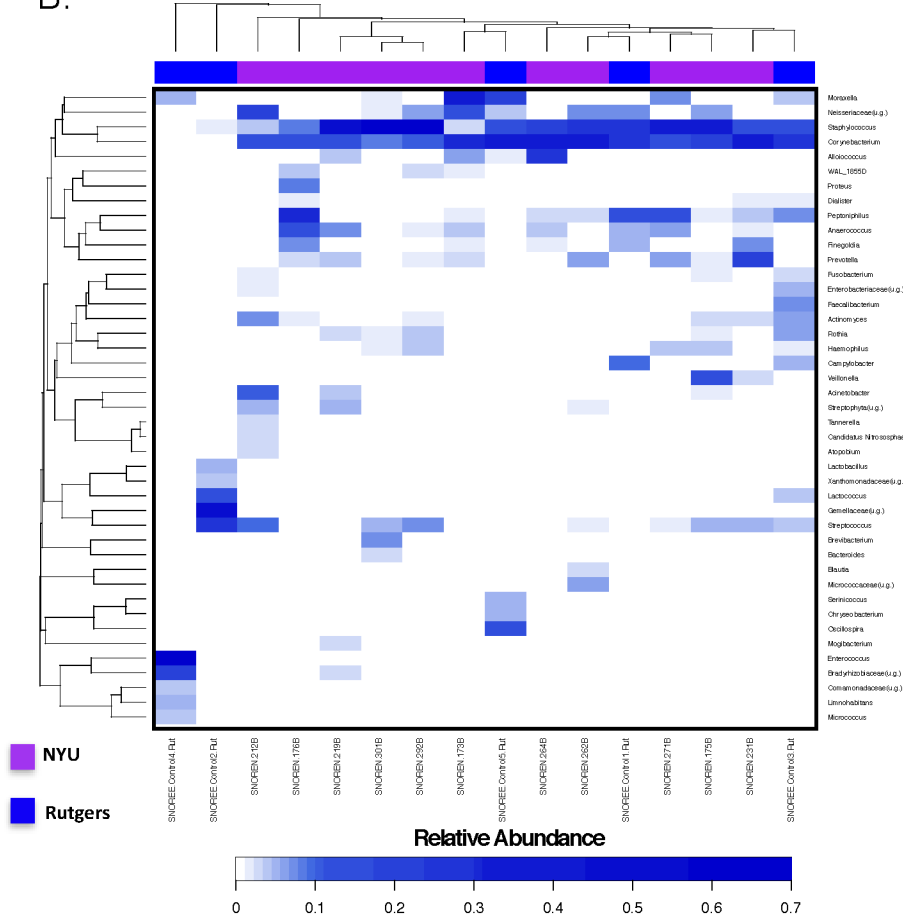 B.
Moraxella
Neisseriaceae(u.g.)
Staphylococcus
Corynebacterium
Alloiococcus
WAL_1855D
Proteus
Dialister
Peptoniphilus
Anaerococcus
Finegoldia
Prevotella
Fusobacterium
Enterobacteriaceae(u.g.)
Faecalibacterium
Actinomyces
Rothia
Haemophilus
Campylobacter
Veillonella
Acinetobacter
Streptophyta(u.g.)
Tannerella
Candidatus Nitrososphae
Atopobium
Lactobacillus
Xanthomonadaceae(u.g.
Lactococcus
Gemellaceae(u.g.)
Streptococcus
Brevibacterium
Bacteroides
Blautia
Micrococcaceae(u.g.)
Serinicoccus
Chryseobacterium
Oscillospira
Mogibacterium
Enterococcus
Bradyrhizobiaceae(u.g.)
Comamonadaceae(u.g.)
Limnohabitans
Micrococcus
SNOREE.Control4.Rut
SNOREE.Control2.Rut
SNOREN.212B
SNOREN.176B
SNOREN.219B
SNOREN.301B
SNOREN.292B
SNOREN.173B
SNOREE.Control5.Rut
SNOREN.264B
SNOREN.262B
SNOREE.Control1.Rut
SNOREN.271B
SNOREN.175B
SNOREN.231B
SNOREE.Control3.Rut
NYU
Rutgers
Relative Abundance
0 0.1 0.2 0.3 0.4 0.5 0.6 0.7